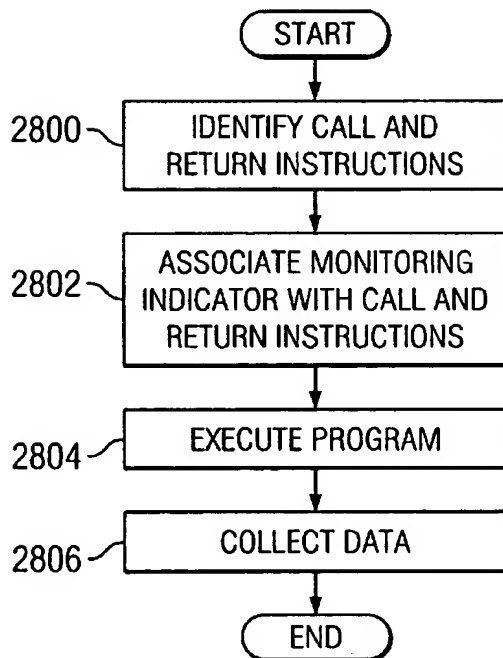 START
2800
IDENTIFY CALL AND
RETURN INSTRUCTIONS
2802
ASSOCIATE MONITORING
INDICATOR WITH CALL AND
RETURN INSTRUCTIONS
2804
EXECUTE PROGRAM
2806
COLLECT DATA
END